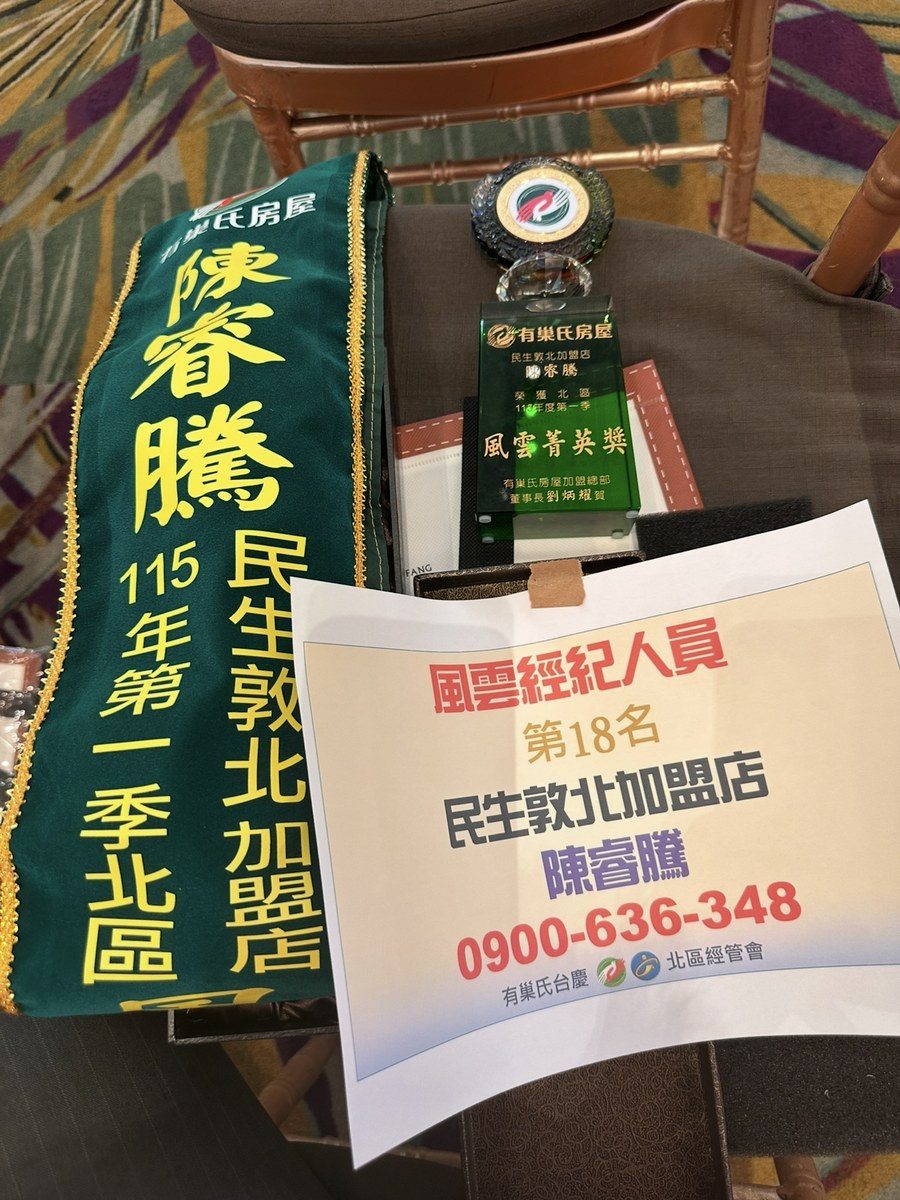 有巢氏房屋
陳睿騰
民生敦北加盟店
115年第一季北區
有巢氏房屋
民生敦北加盟店
陳睿騰
榮獲北區
115年度第一季
風雲菁英獎
有巢氏房屋加盟總部
董事長劉炳耀賀
FANG
風雲經紀人員
第18名
民生敦北加盟店
陳睿騰
0900-636-348
有巢氏台慶 北區經管會